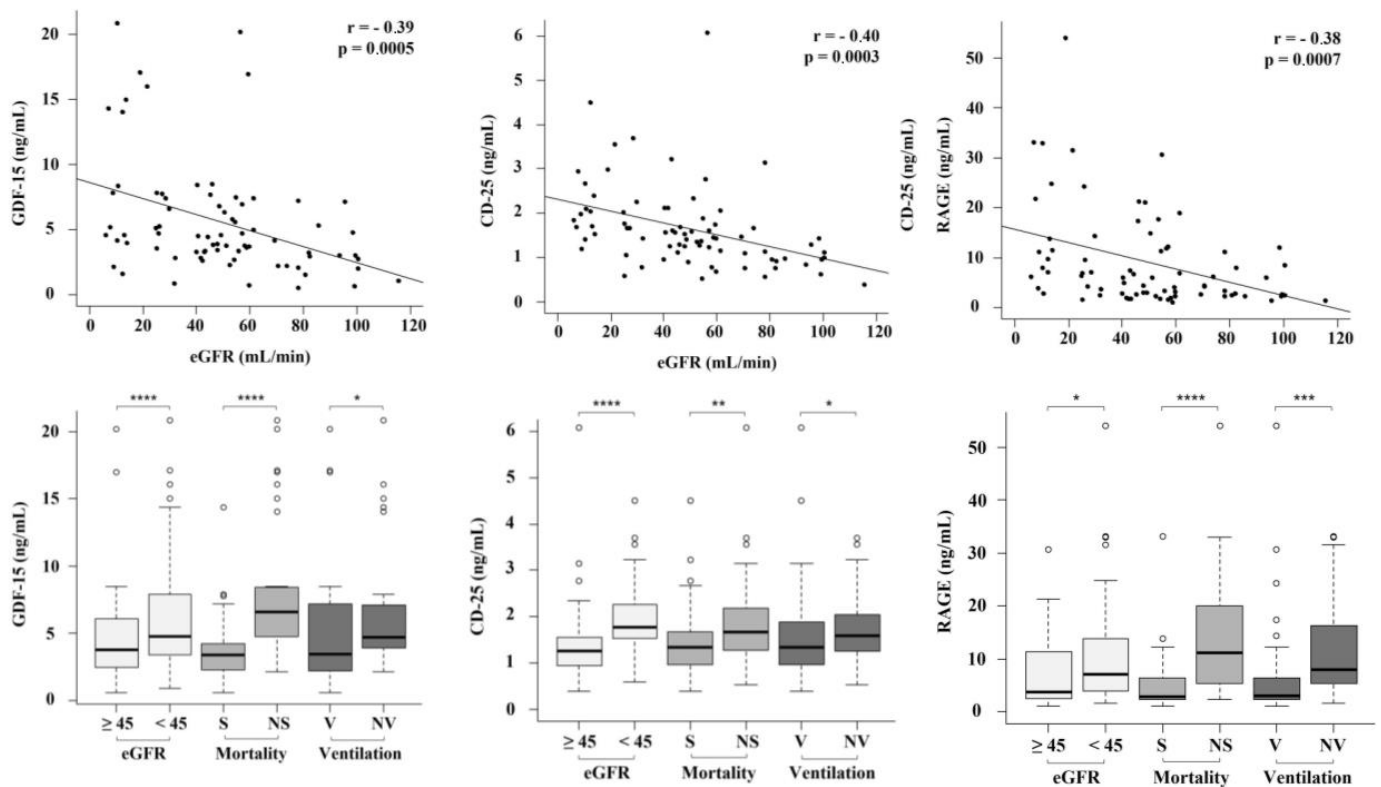 r = - 0.39
p = 0.0005
GDF-15 (ng/mL)
20
15
10
5
0
0 20 40 60 80 100 120
eGFR (mL/min)
r = - 0.40
p = 0.0003
CD-25 (ng/mL)
6
5
4
3
2
1
0
0 20 40 60 80 100 120
eGFR (mL/min)
r = - 0.38
p = 0.0007
CD-25 (ng/mL)
RAGE (ng/mL)
50
30
20
10
0
0 20 40 60 80 100 120
eGFR (mL/min)
**** **** *
GDF-15 (ng/mL)
20
15
10
5
0
≥ 45 < 45 S NS V NV
eGFR Mortality Ventilation
**** ** *
CD-25 (ng/mL)
6
5
4
3
2
1
0
≥ 45 < 45 S NS V NV
eGFR Mortality Ventilation
* **** ***
RAGE (ng/mL)
50
40
30
20
10
0
≥ 45 < 45 S NS V NV
eGFR Mortality Ventilation